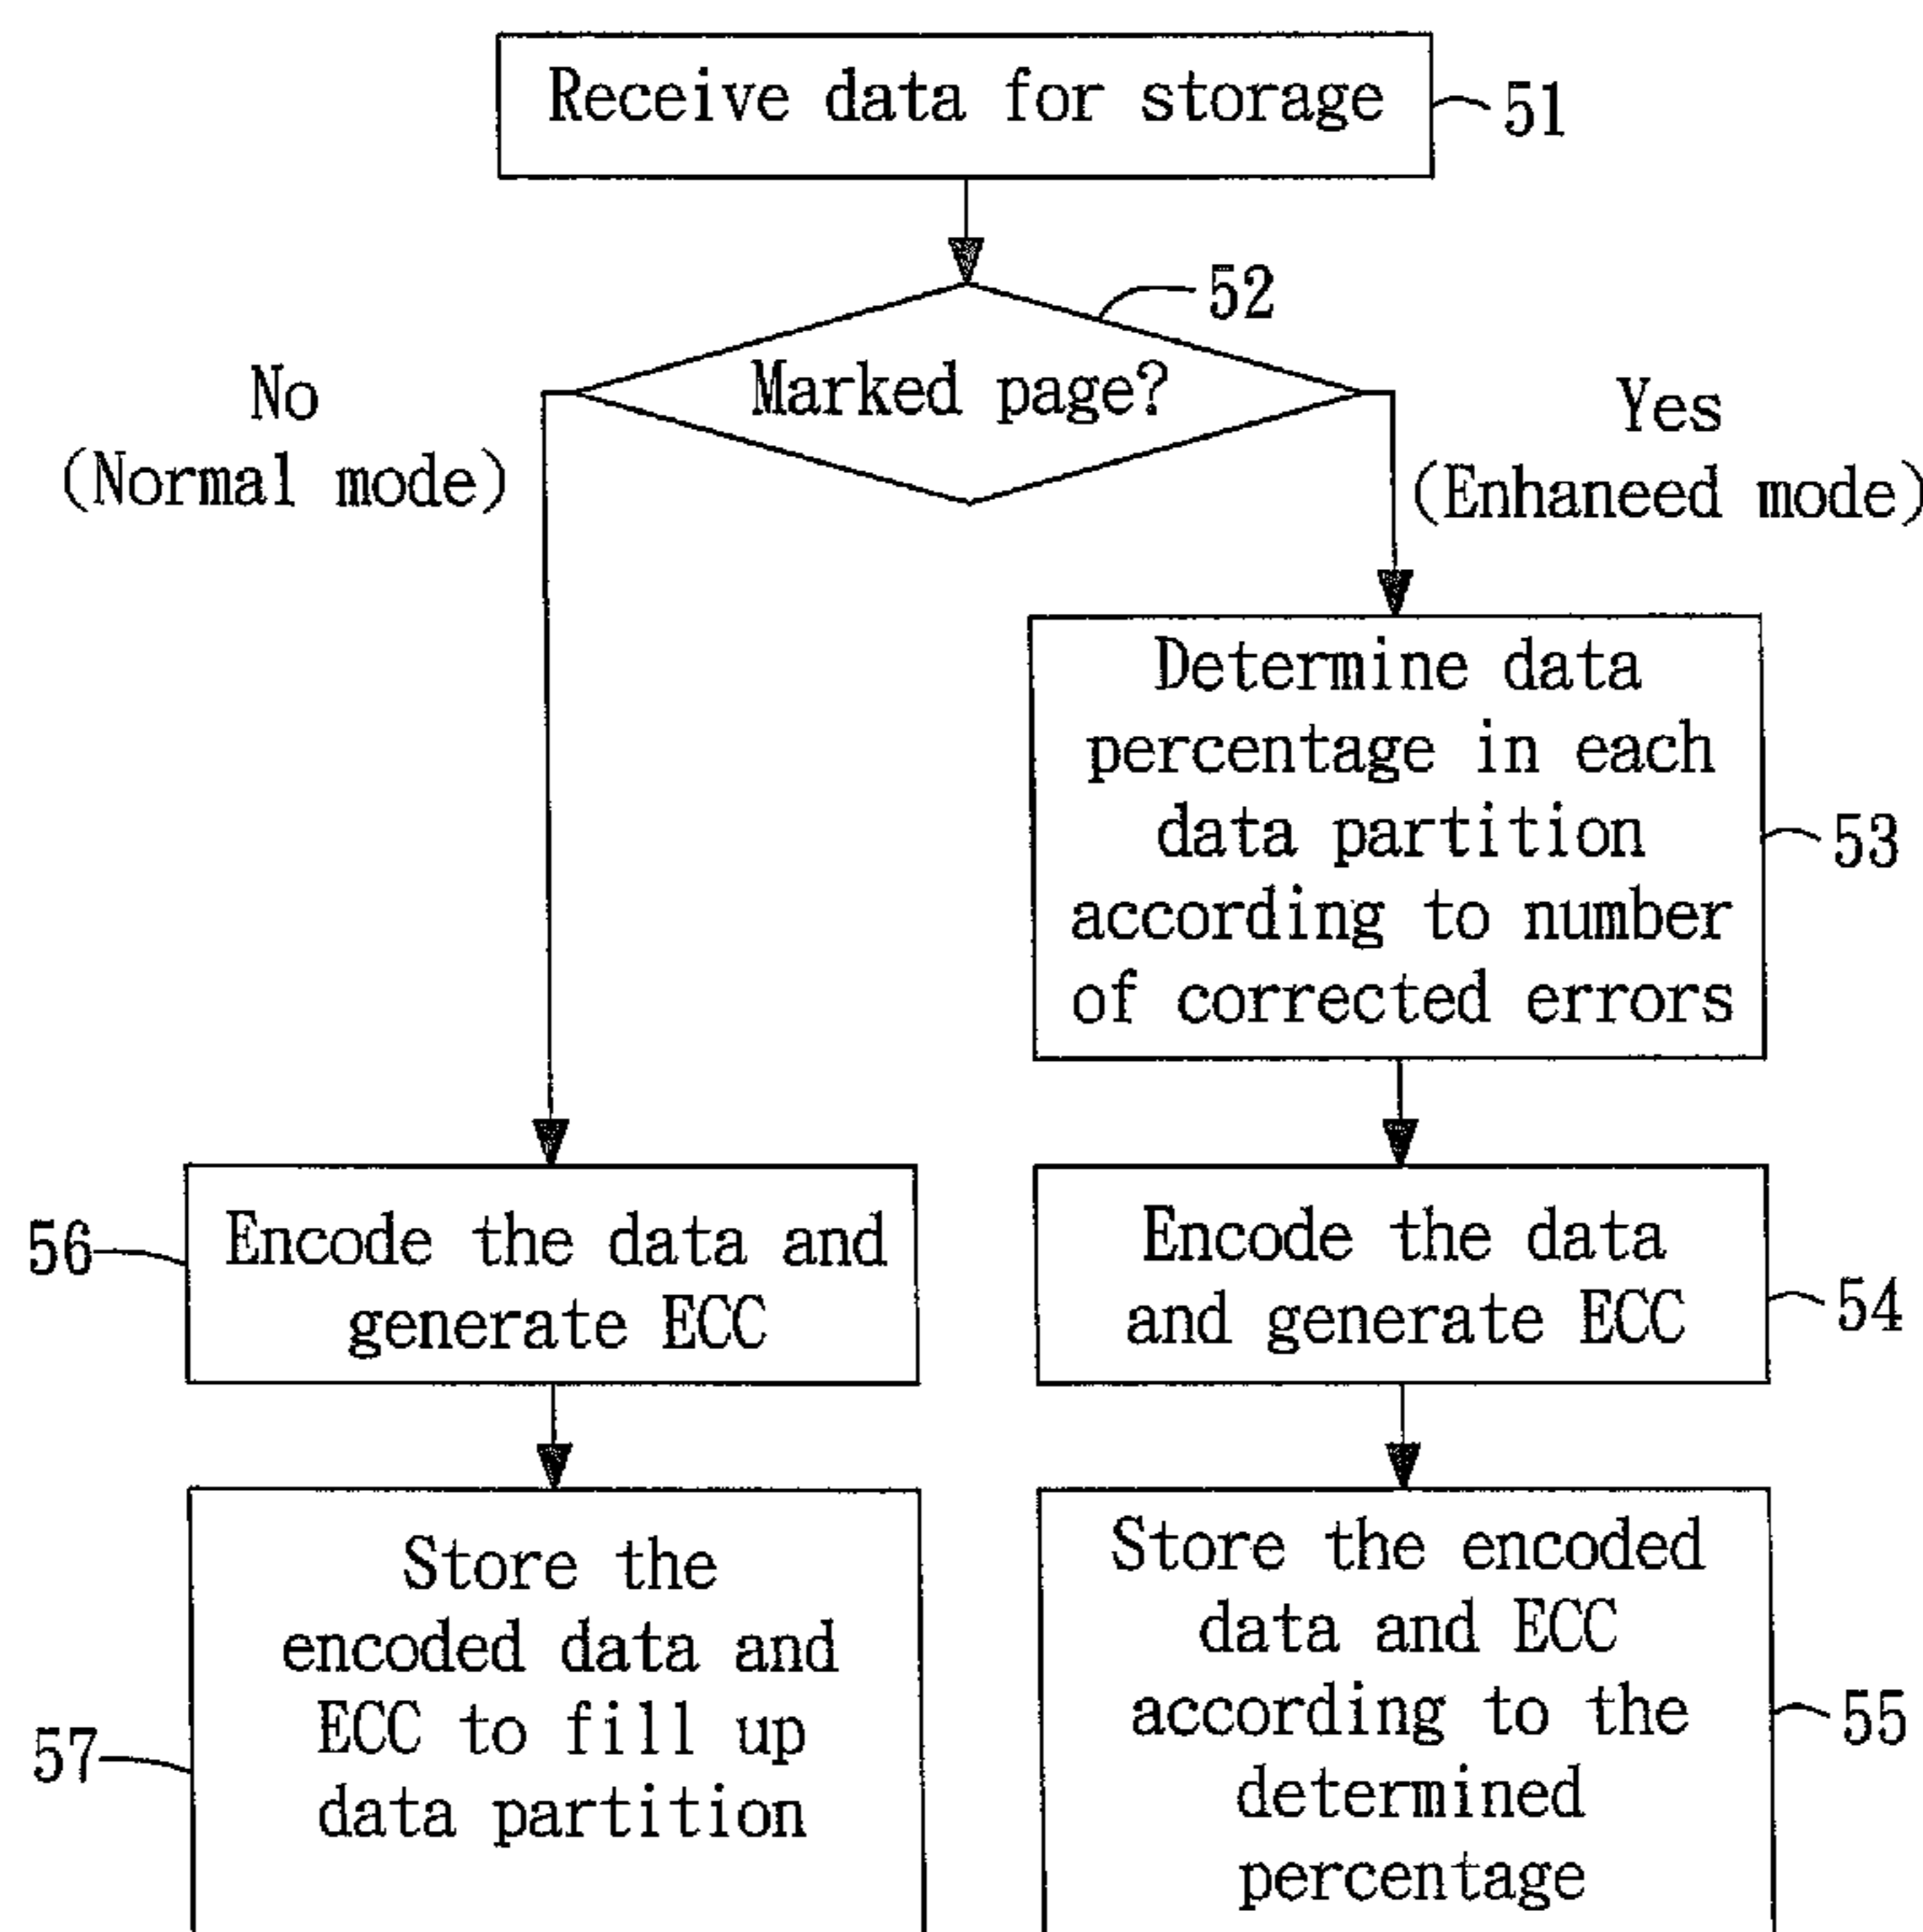 Receive data for storage
51
52
Marked page?
No
(Normal mode)
Yes
(Enhaneed mode)
Determine data
percentage in each
data partition
according to number
of corrected errors
53
56
Encode the data and
generate ECC
Encode the data
and generate ECC
54
57
Store the
encoded data and
ECC to fill up
data partition
Store the encoded
data and ECC
according to the
determined
percentage
55